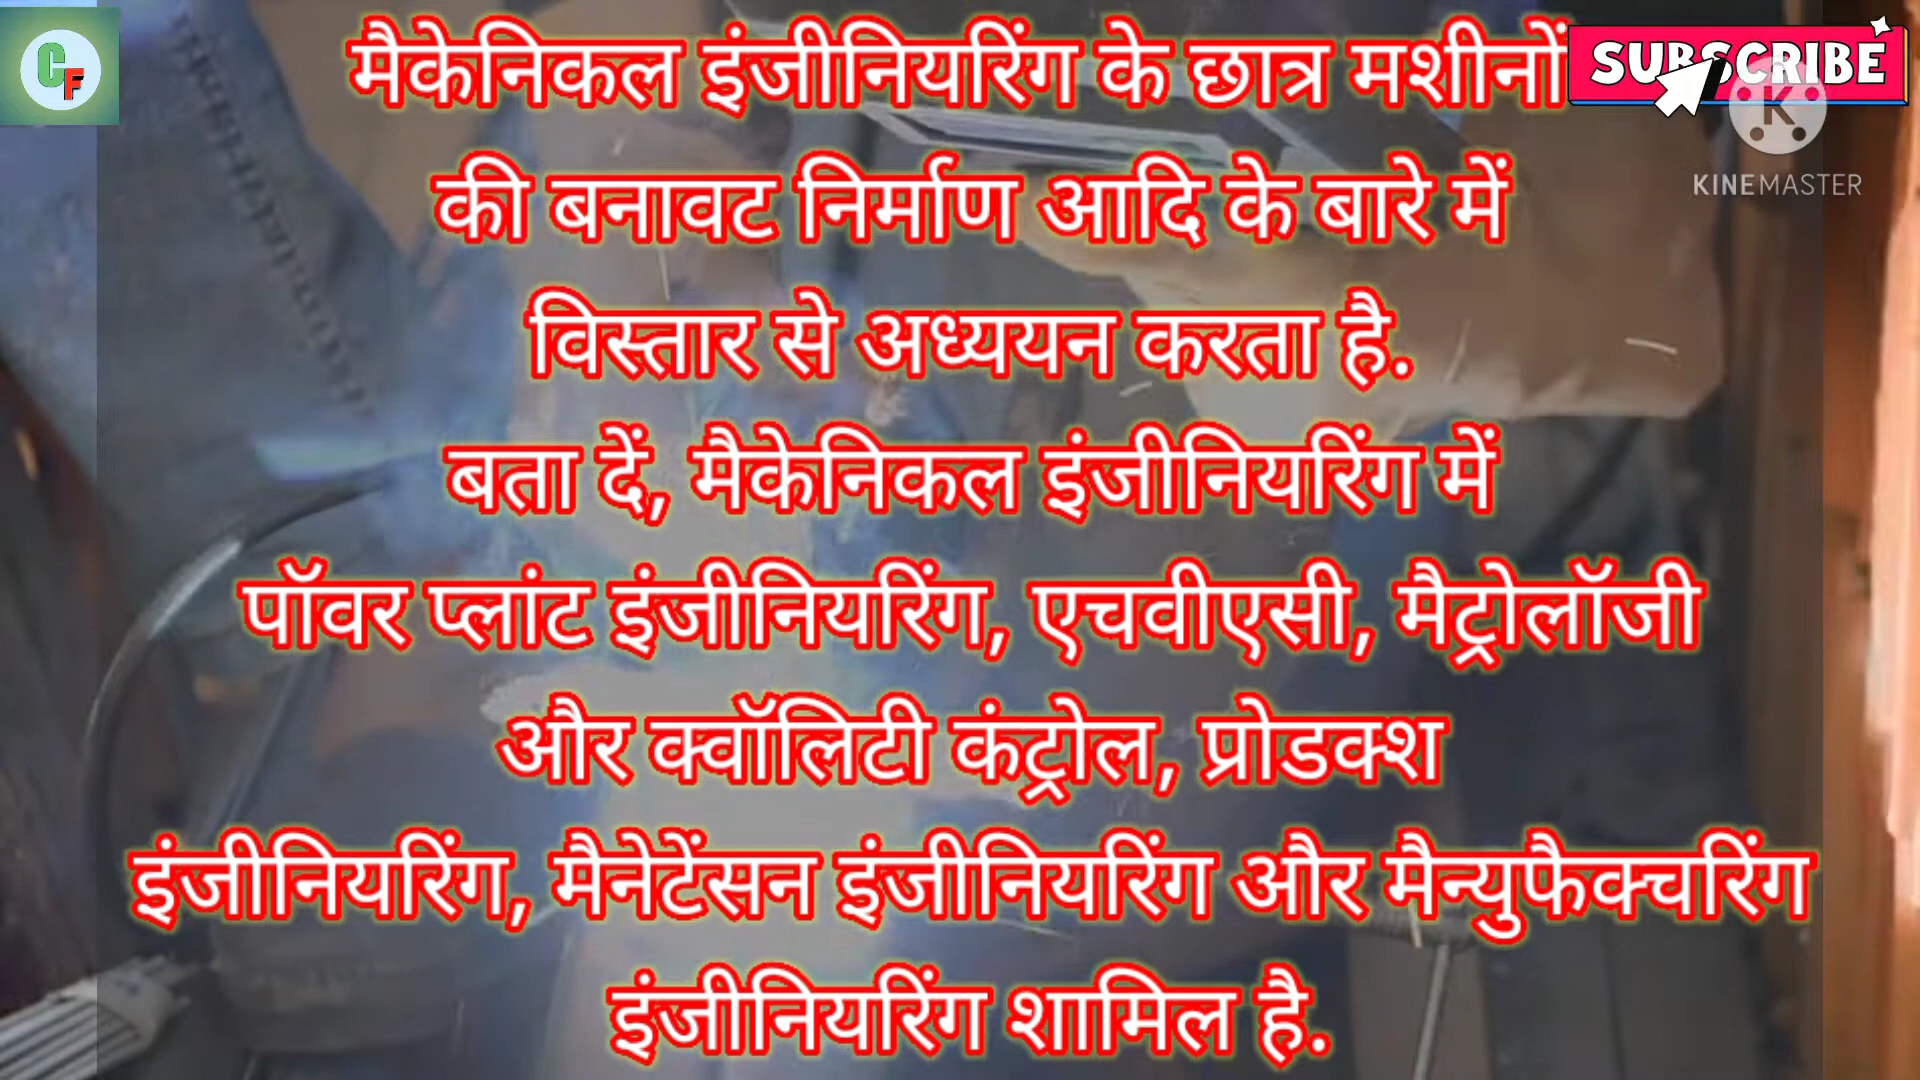 CF
मैकेनिकल इंजीनियरिंग के छात्र मशीनों
SUBSCRIBE
K
KINEMASTER
की बनावट निर्माण आदि के बारे में
विस्तार से अध्ययन करता है.
बता दें, मैकेनिकल इंजीनियरिंग में
पॉवर प्लांट इंजीनियरिंग, एचवीएसी, मैट्रोलॉजी
और क्वॉलिटी कंट्रोल, प्रोडक्श
इंजीनियरिंग, मैनेटेंसन इंजीनियरिंग और मैन्युफैक्चरिंग
इंजीनियरिंग शामिल है.